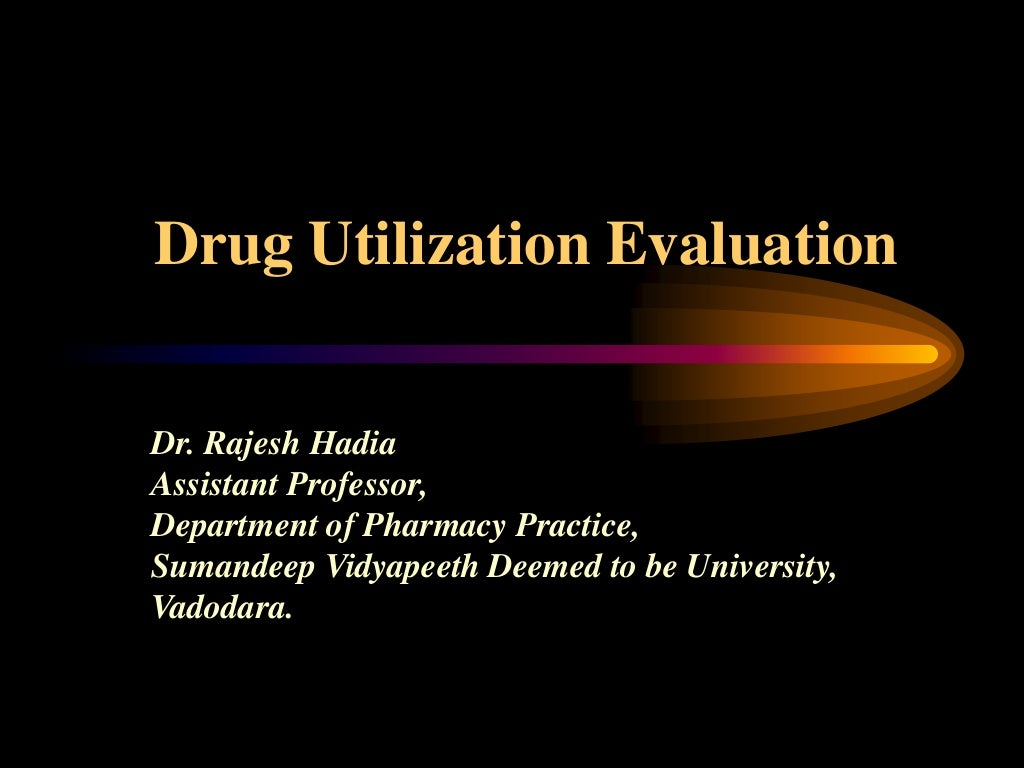 Drug Utilization Evaluation
Dr. Rajesh Hadia
Assistant Professor,
Department of Pharmacy Practice,
Sumandeep Vidyapeeth Deemed to be University,
Vadodara.